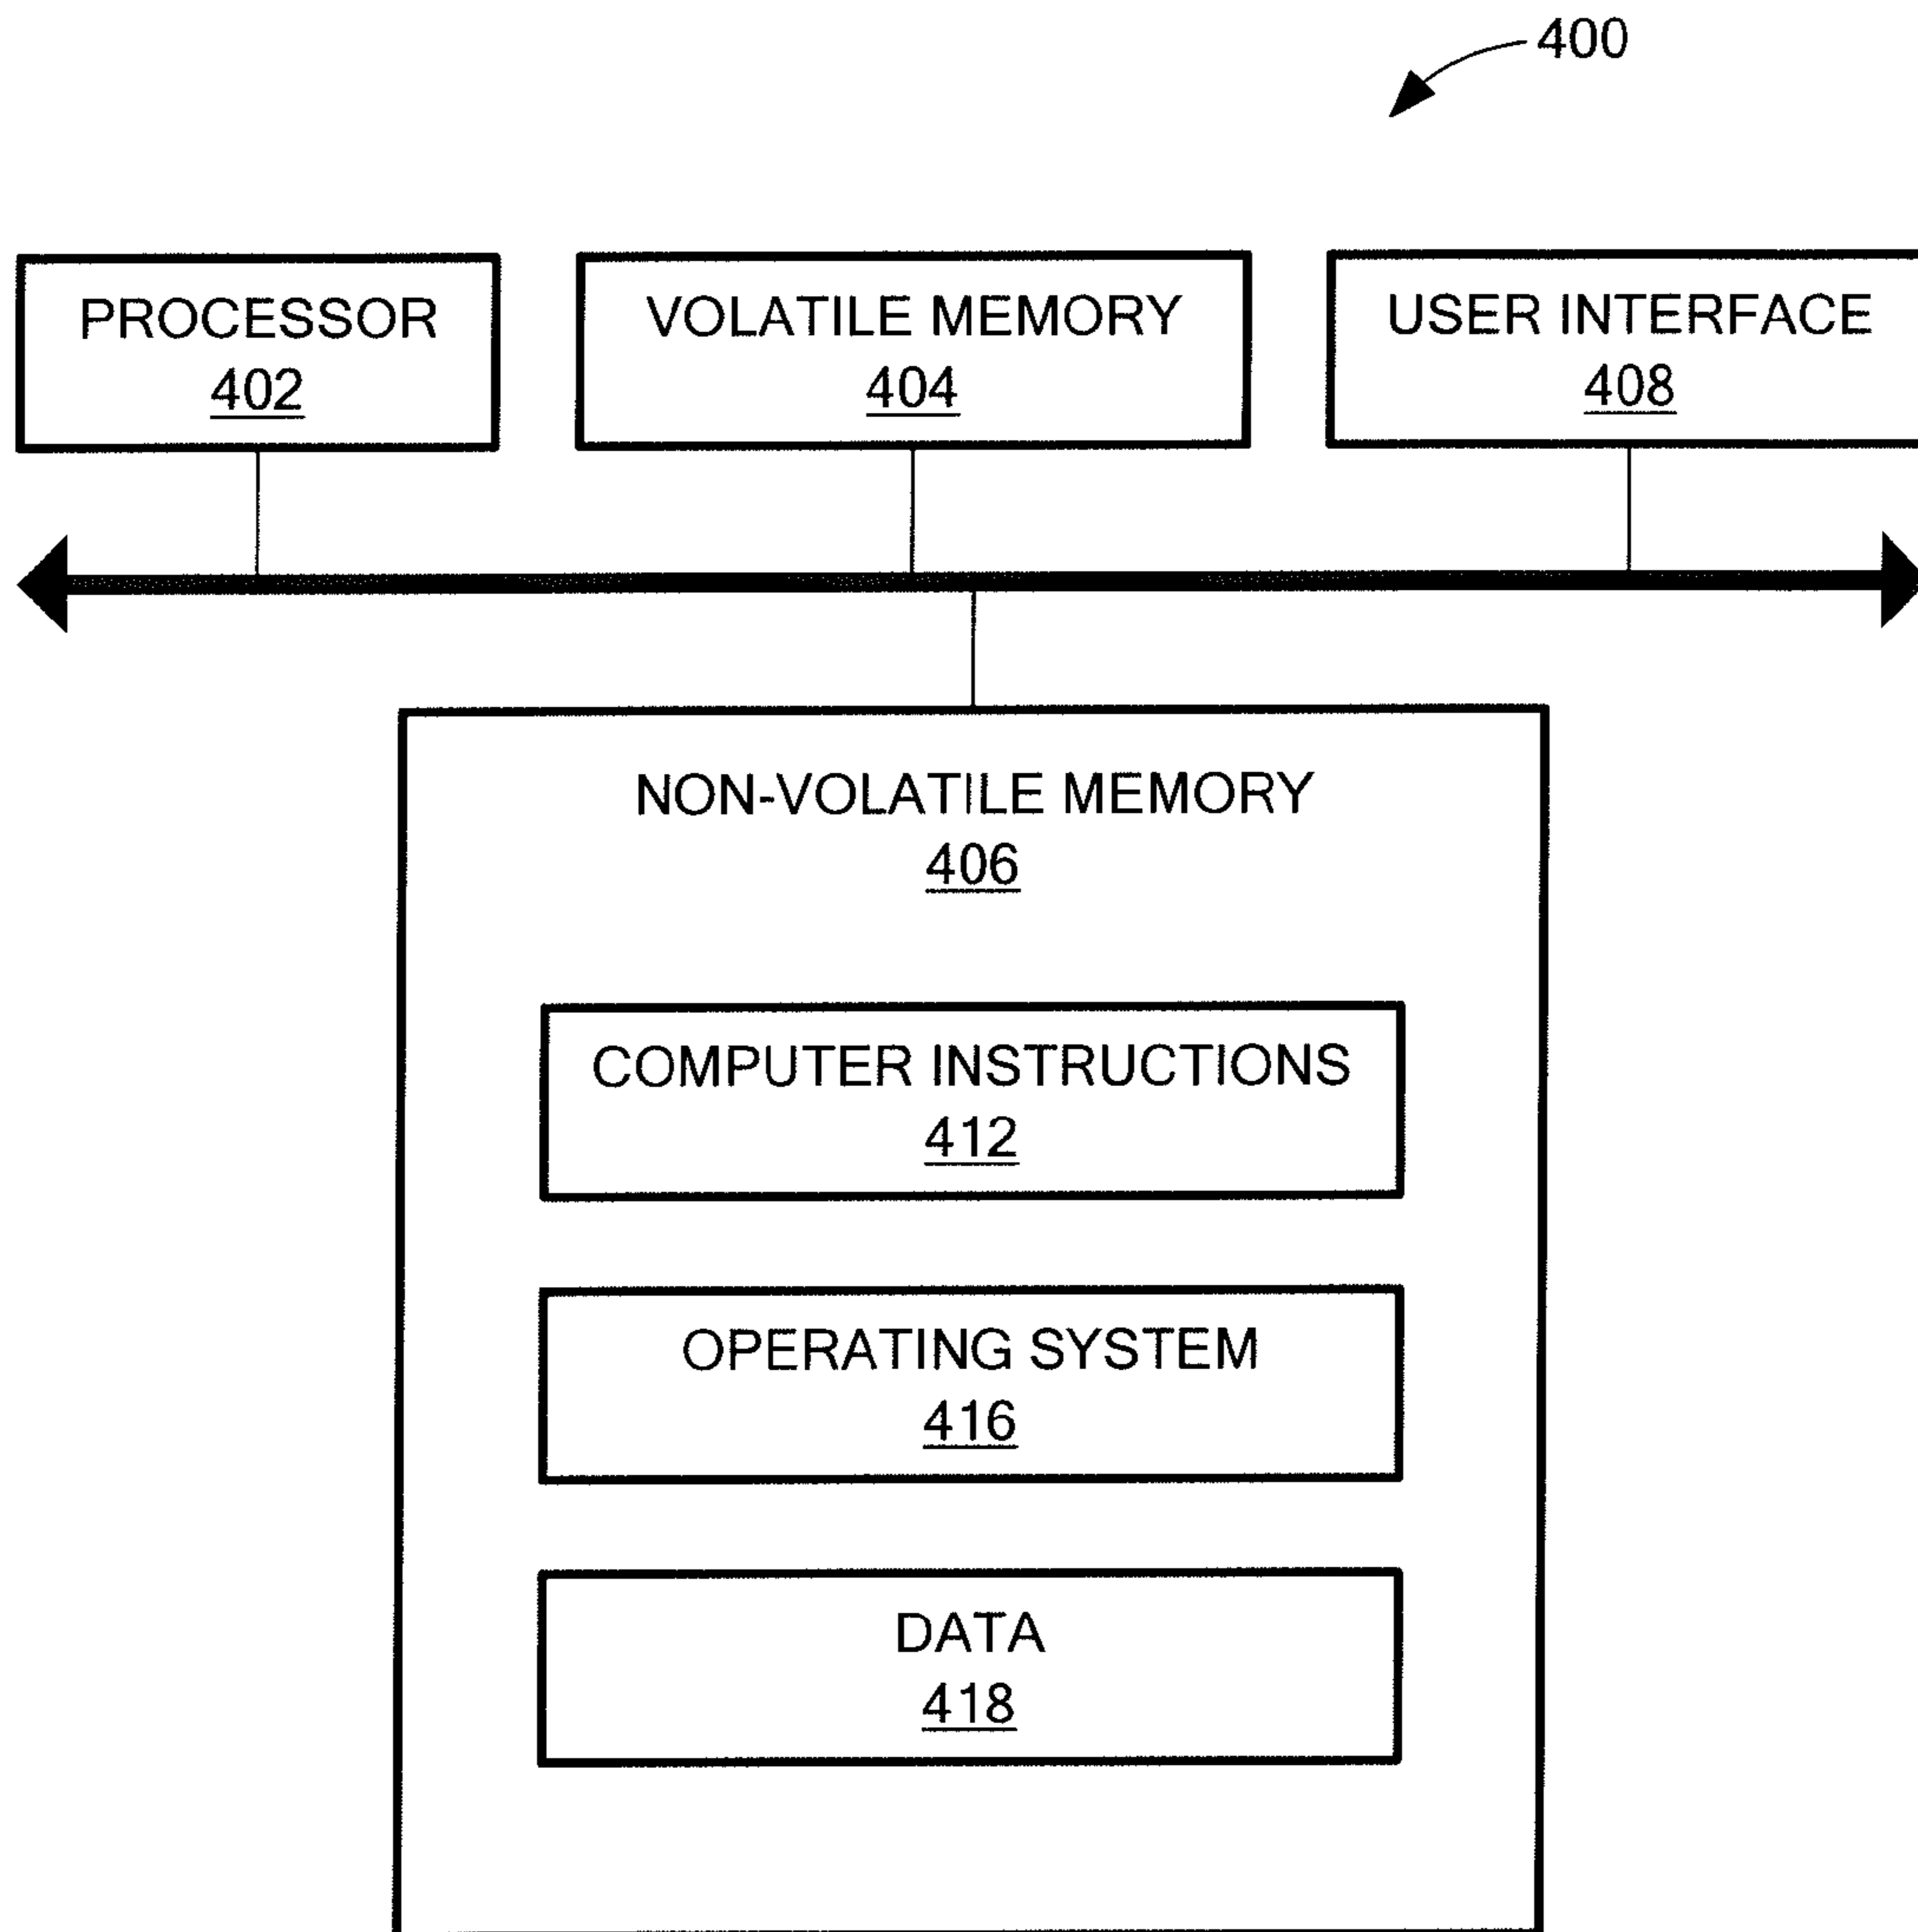 400
PROCESSOR
402
VOLATILE MEMORY
404
USER INTERFACE
408
NON-VOLATILE MEMORY
406
COMPUTER INSTRUCTIONS
412
OPERATING SYSTEM
416
DATA
418